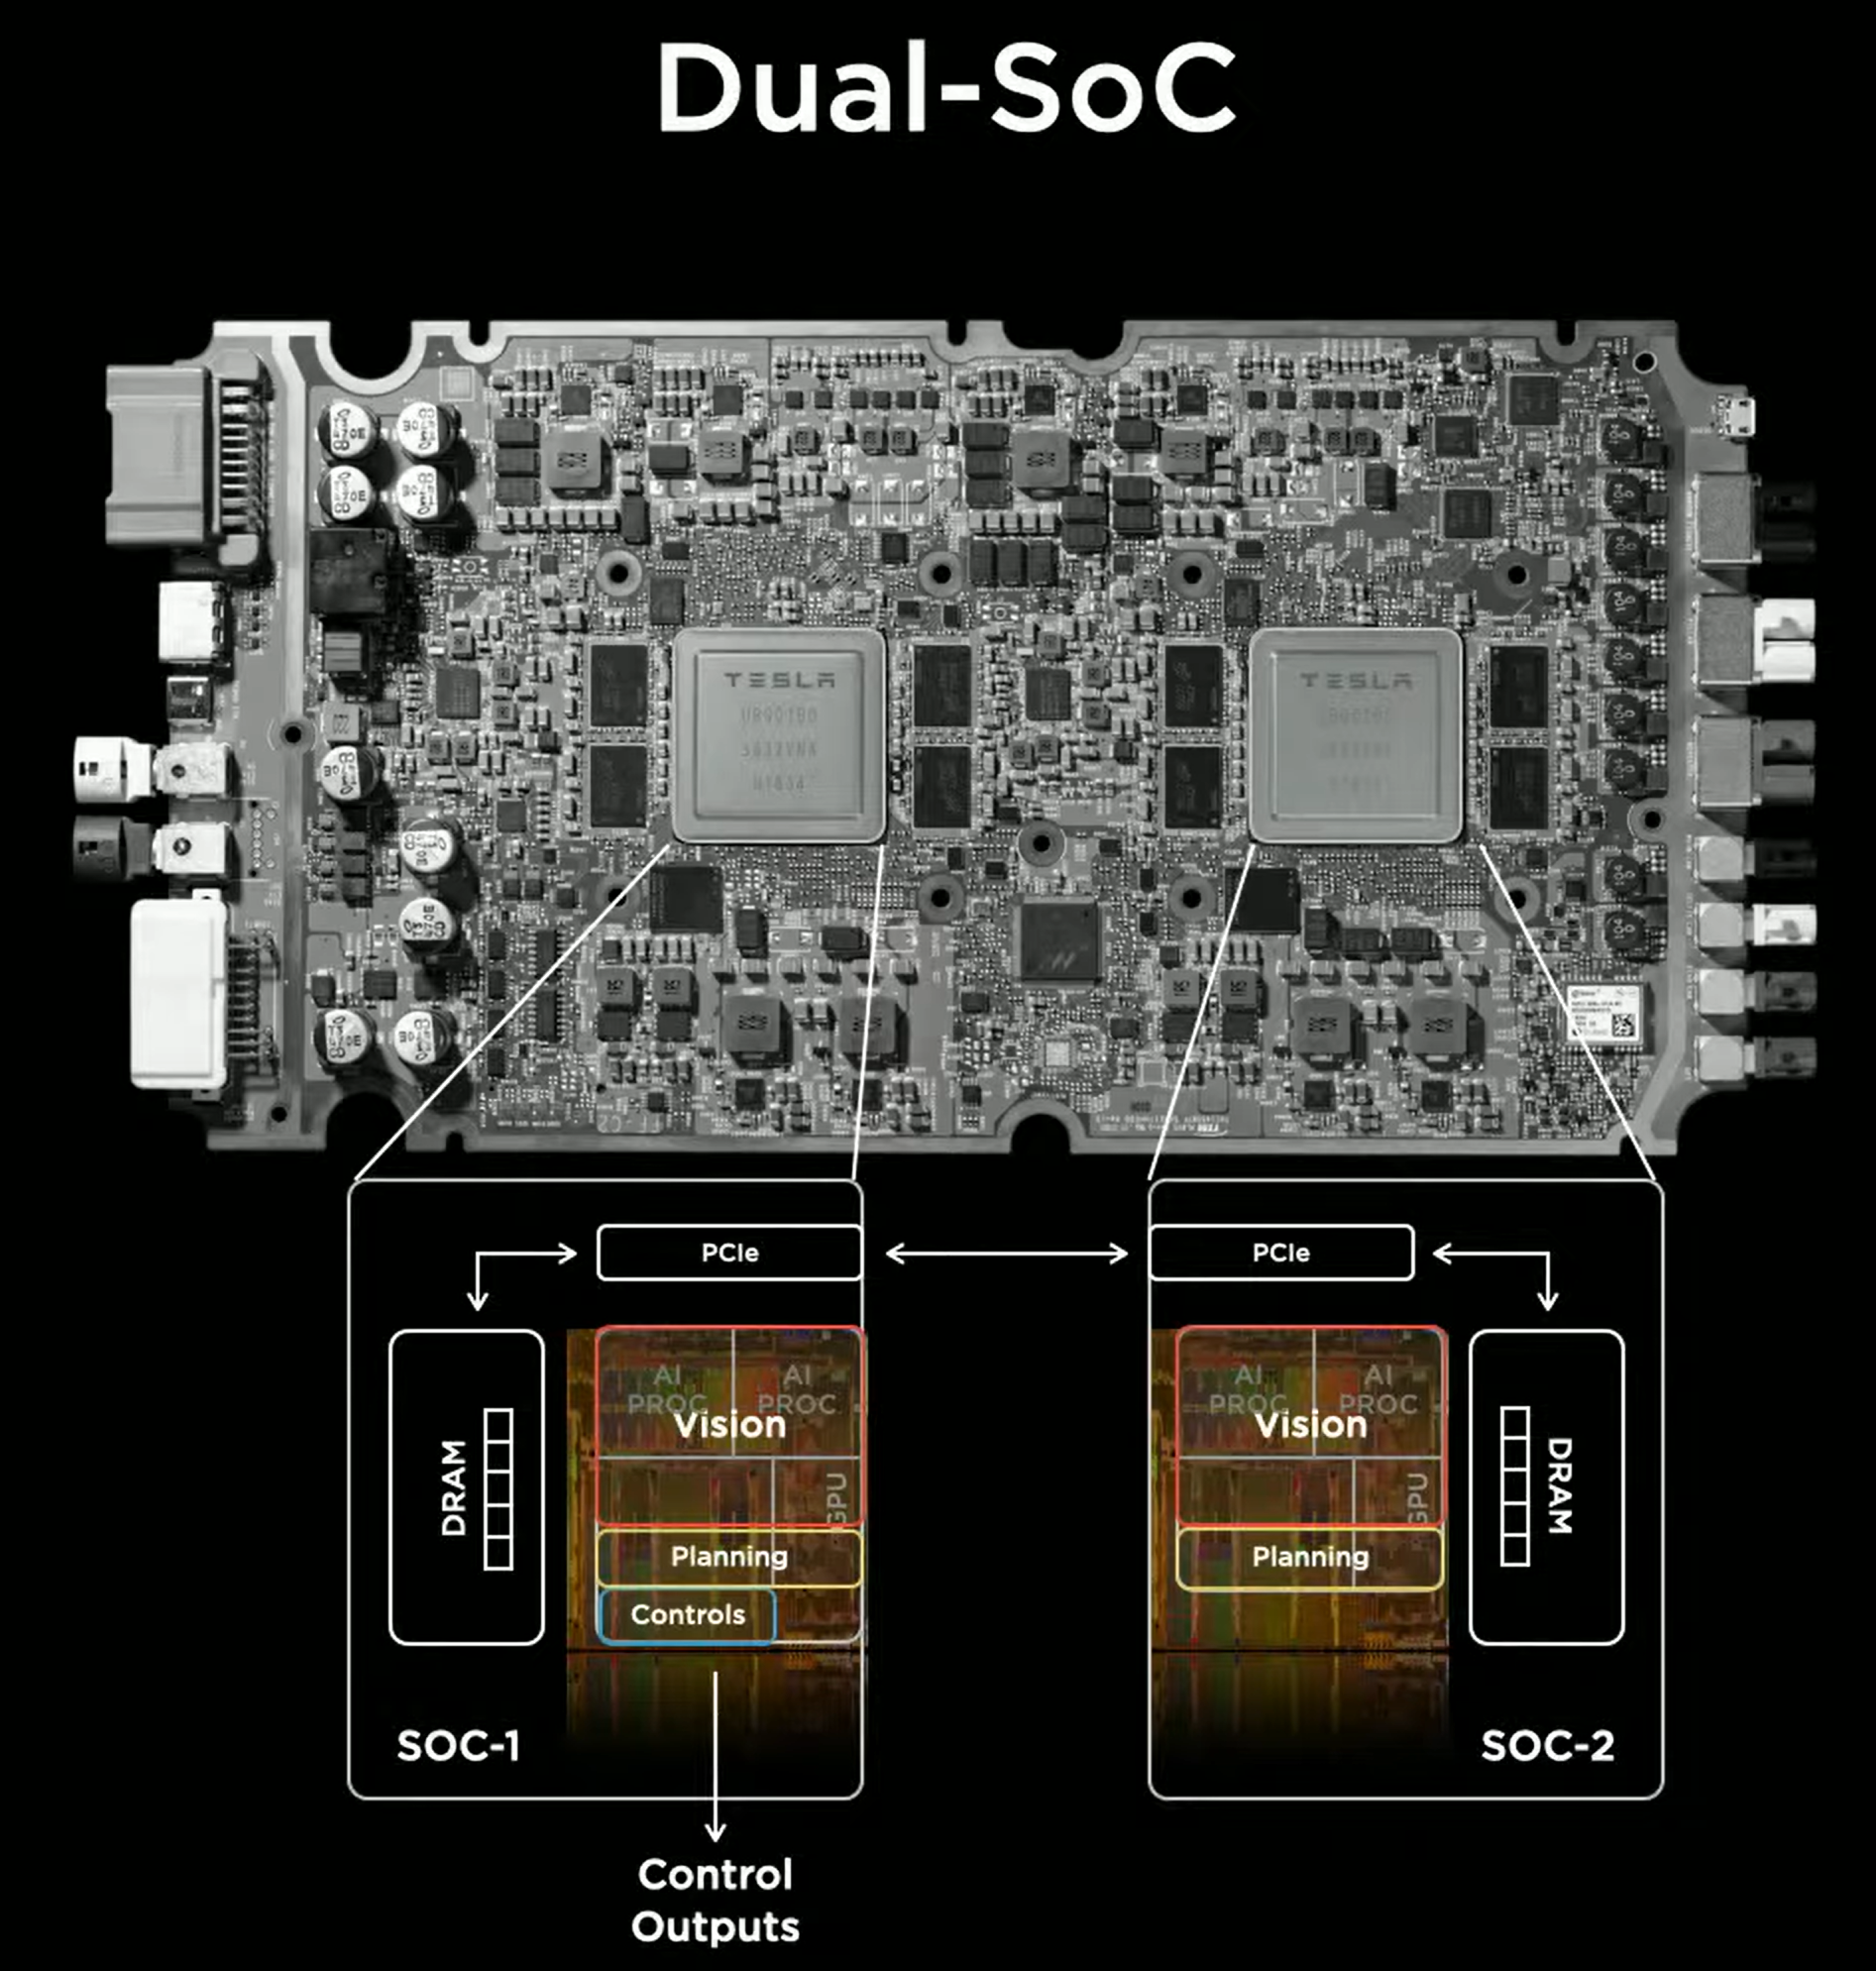 Dual-SoC
TESLA
TESLA
PCIe
PCIe
DRAM
AI PROC
AI PROC
Vision
GPU
Planning
Controls
SOC-1
AI PROC
AI PROC
Vision
GPU
Planning
DRAM
SOC-2
Control
Outputs